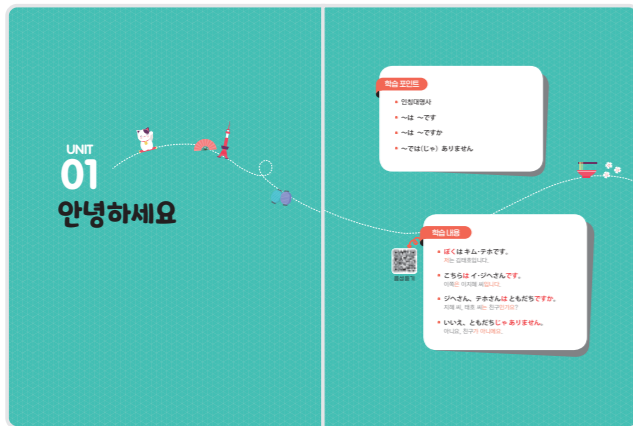 UNIT
01
안녕하세요
학습 포인트
• 인칭대명사
• ~は ~です
• ~は ~ですか
• ~では(じゃ) ありません
학습 내용
음성듣기
• ぼくは キム・テホです。
저는 김태호입니다.
• こちらは イ・ジヘさんです。
이쪽은 이지혜 씨입니다.
• ジヘさん、テホさんは ともだちですか。
지혜 씨, 태호 씨는 친구인가요?
• いいえ、ともだちじゃ ありません。
아니요, 친구가 아니에요.